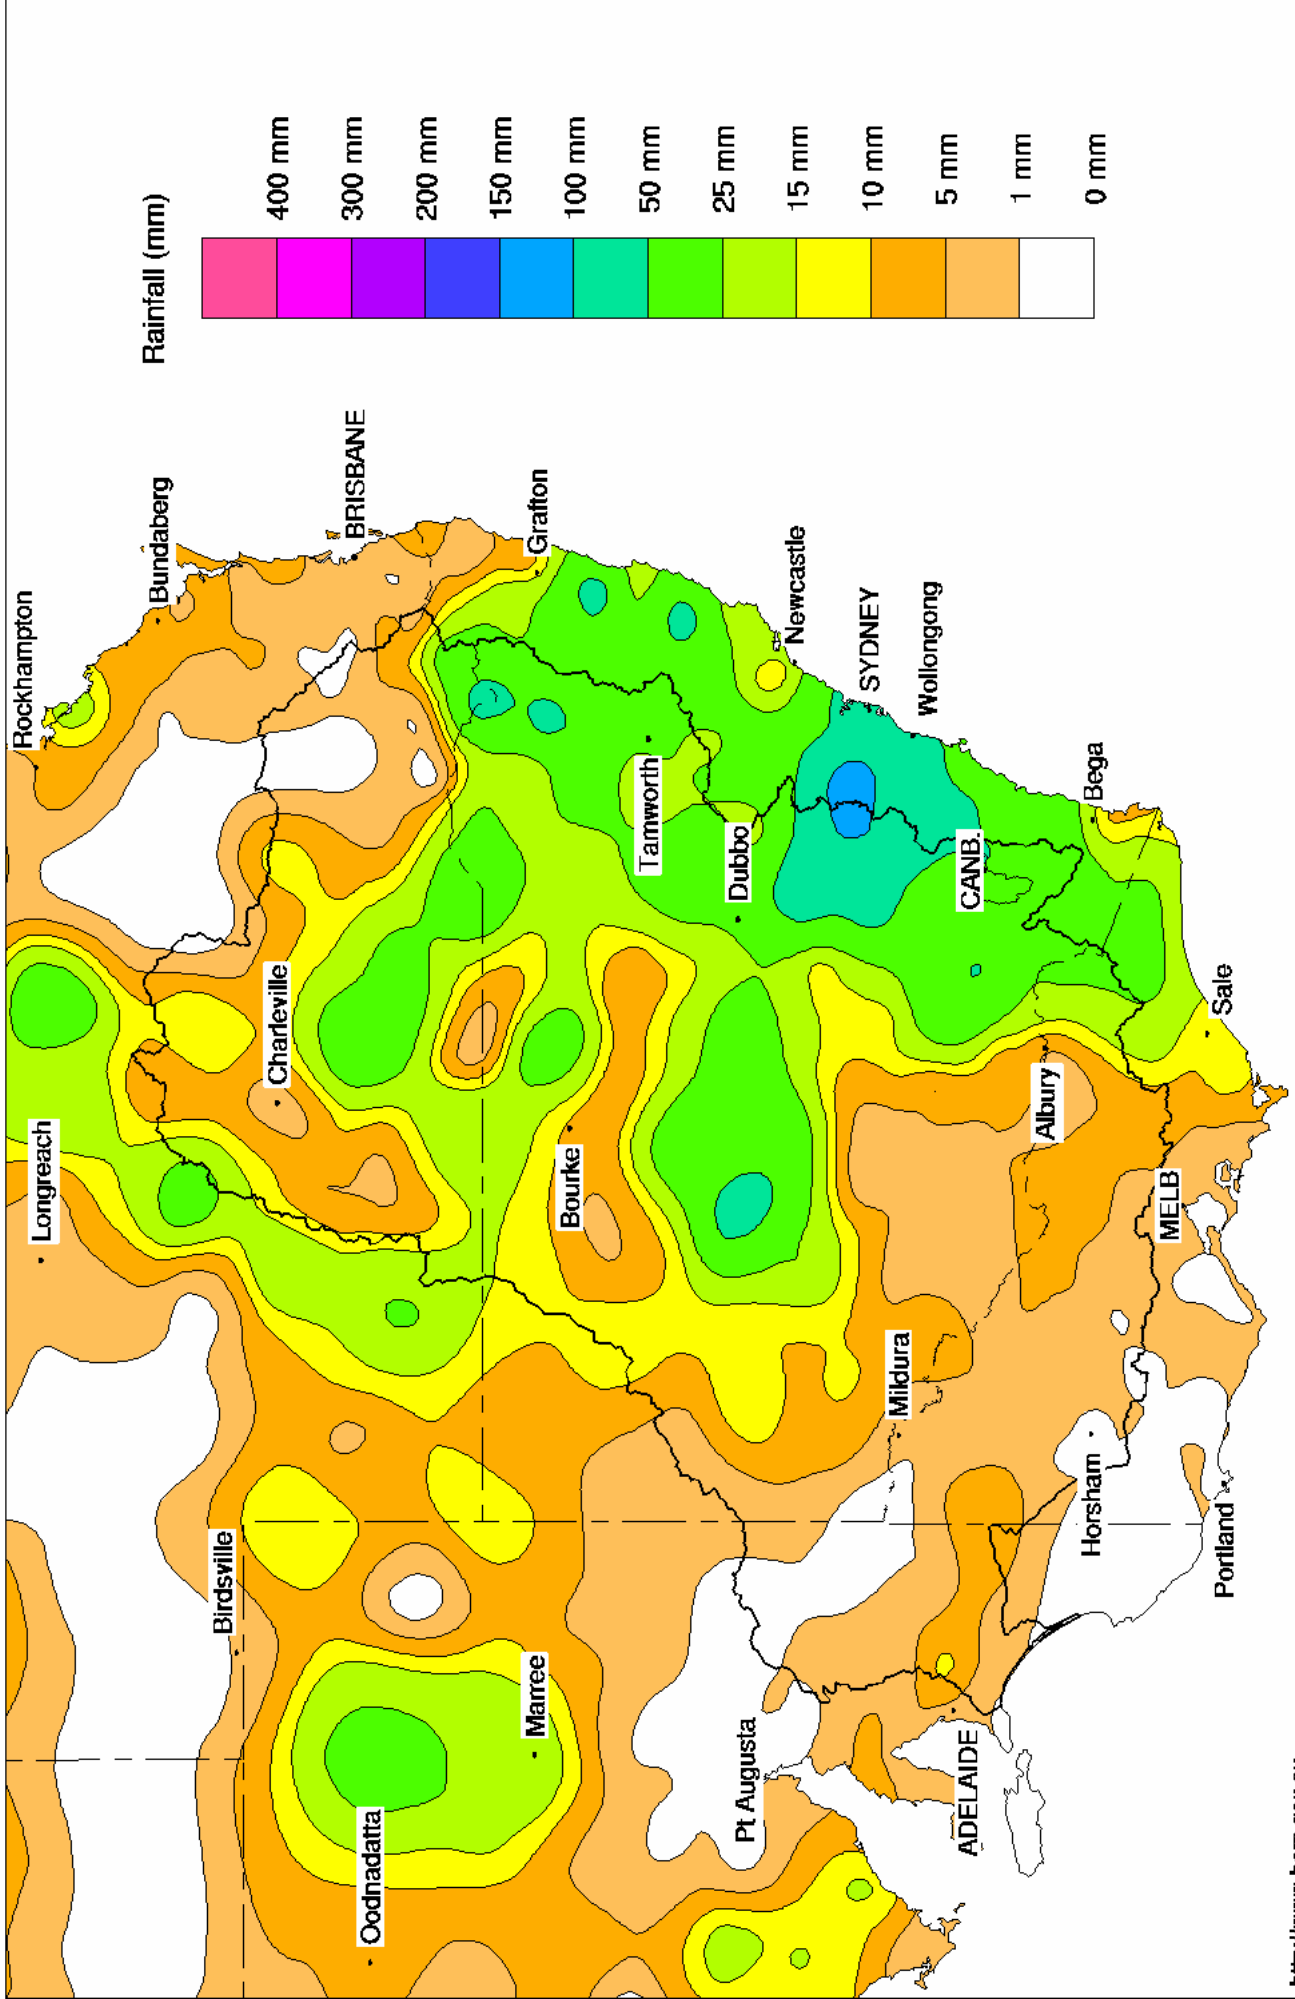 Rockhampton
Longreach
Bundaberg
BRISBANE
Charleville
Birdsville
Oodnadatta
Marree
Grafton
Bourke
Tamworth
Dubbo
Newcastle
SYDNEY
Wollongong
Pt Augusta
Mildura
CANB.
ADELAIDE
Albury
Bega
Horsham
MELB
Sale
Portland
Rainfall (mm)
400 mm
300 mm
200 mm
150 mm
100 mm
50 mm
25 mm
15 mm
10 mm
5 mm
1 mm
0 mm